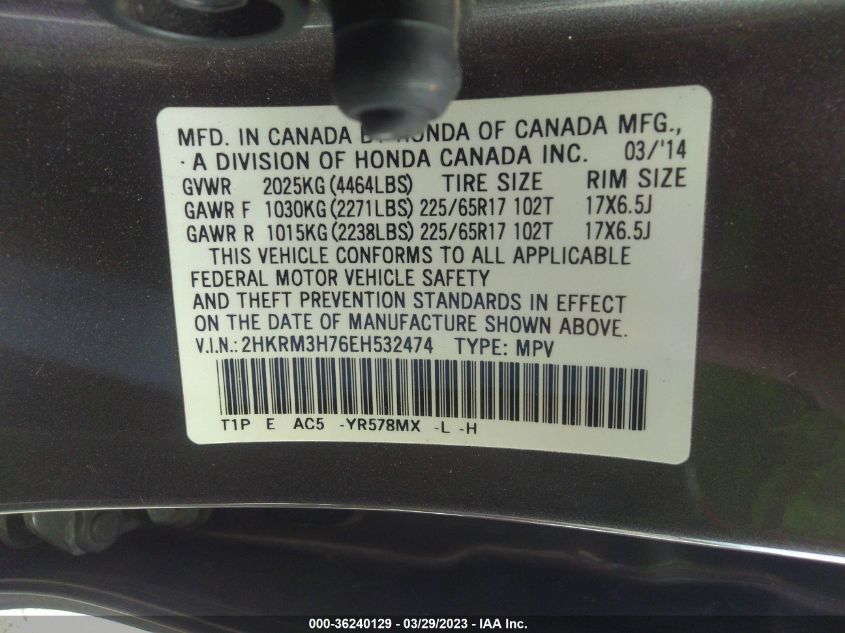 MFD. IN CANADA BY HONDA OF CANADA MFG.,
A DIVISION OF HONDA CANADA INC. 03/'14
GVWR 2025KG (4464LBS) TIRE SIZE RIM SIZE
GAWR F 1030KG (2271LBS) 225/65R17 102T 17X6.5J
GAWR R 1015KG (2238LBS) 225/65R17 102T 17X6.5J
THIS VEHICLE CONFORMS TO ALL APPLICABLE
FEDERAL MOTOR VEHICLE SAFETY
AND THEFT PREVENTION STANDARDS IN EFFECT
ON THE DATE OF MANUFACTURE SHOWN ABOVE.
V.I.N.: 2HKRM3H76EH532474 TYPE: MPV
T1P E AC5 -YR578MX -L -H
000-36240129 - 03/29/2023 - IAA Inc.